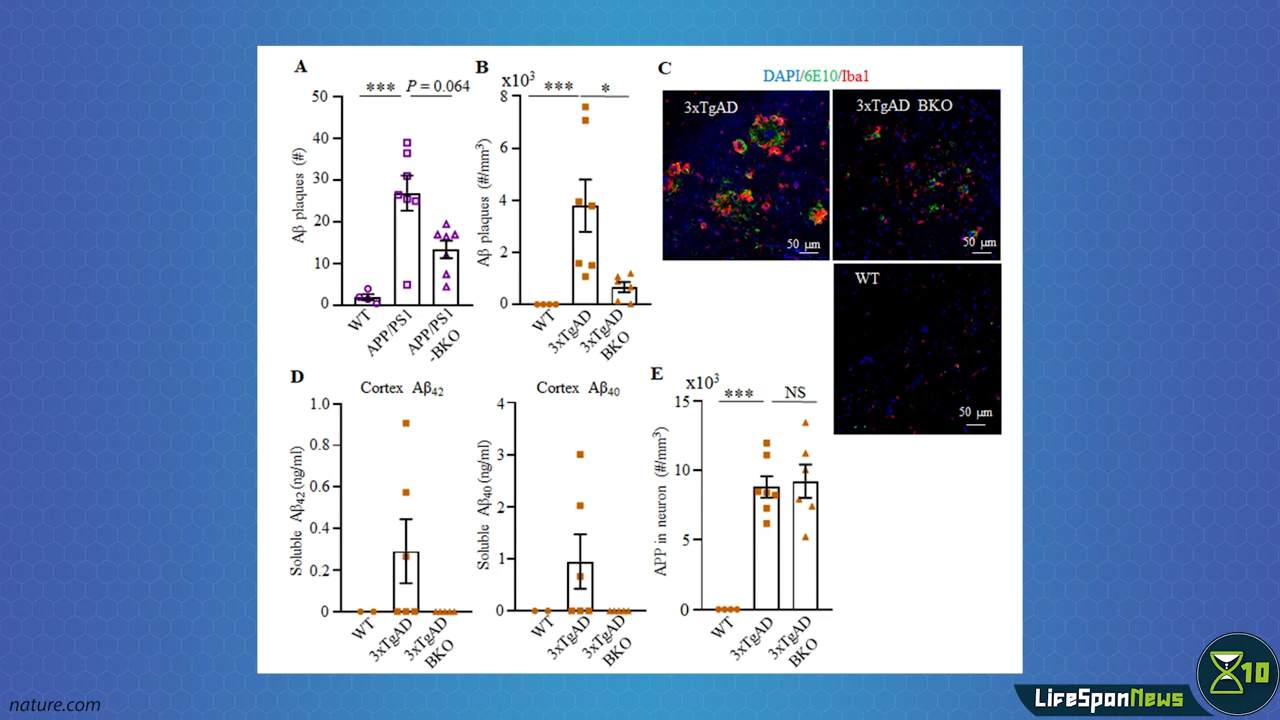 A
*** P = 0.064
Aβ plaques (#)
50
40
30
20
10
0
WT
APP/PS1
APP/PS1
-BKO
B
x10³
*** *
Aβ plaques (#/mm³)
8
6
4
2
0
WT
3xTgAD
3xTgAD
BKO
C
DAPI/6E10/Iba1
3xTgAD
50 μm
3xTgAD BKO
50 μm
WT
50 μm
D
Cortex Aβ42
Soluble Aβ42 (ng/ml)
1.0
0.8
0.6
0.4
0.2
0
WT
3xTgAD
3xTgAD
BKO
Cortex Aβ40
Soluble Aβ40 (ng/ml)
4
3
2
1
0
WT
3xTgAD
3xTgAD
BKO
E
x10³
*** NS
APP in neuron (#/mm³)
15
10
5
0
WT
3xTgAD
3xTgAD
BKO
nature.com
LifeSpanNews
10